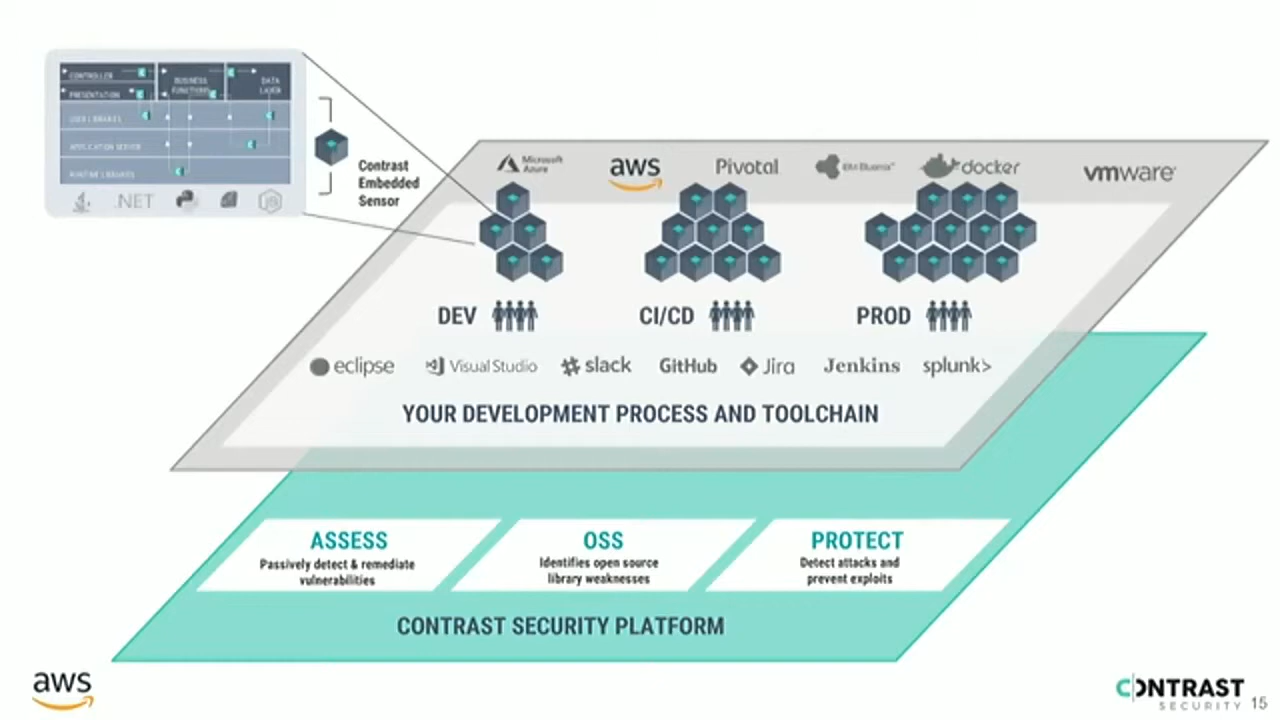 CONTROLLER
PRESENTATION
BUSINESS
FUNCTIONS
DATA
LAYER
USER LIBRARIES
APPLICATION SERVER
RUNTIME LIBRARIES
.NET
Contrast
Embedded
Sensor
Microsoft
Azure
aws
Pivotal
IBM Bluemix™
docker
vmware®
DEV
CI/CD
PROD
eclipse
Visual Studio
slack
GitHub
Jira
Jenkins
splunk>
YOUR DEVELOPMENT PROCESS AND TOOLCHAIN
ASSESS
Passively detect & remediate
vulnerabilities
OSS
Identifies open source
library weaknesses
PROTECT
Detect attacks and
prevent exploits
CONTRAST SECURITY PLATFORM
aws
CONTRAST
SECURITY
15